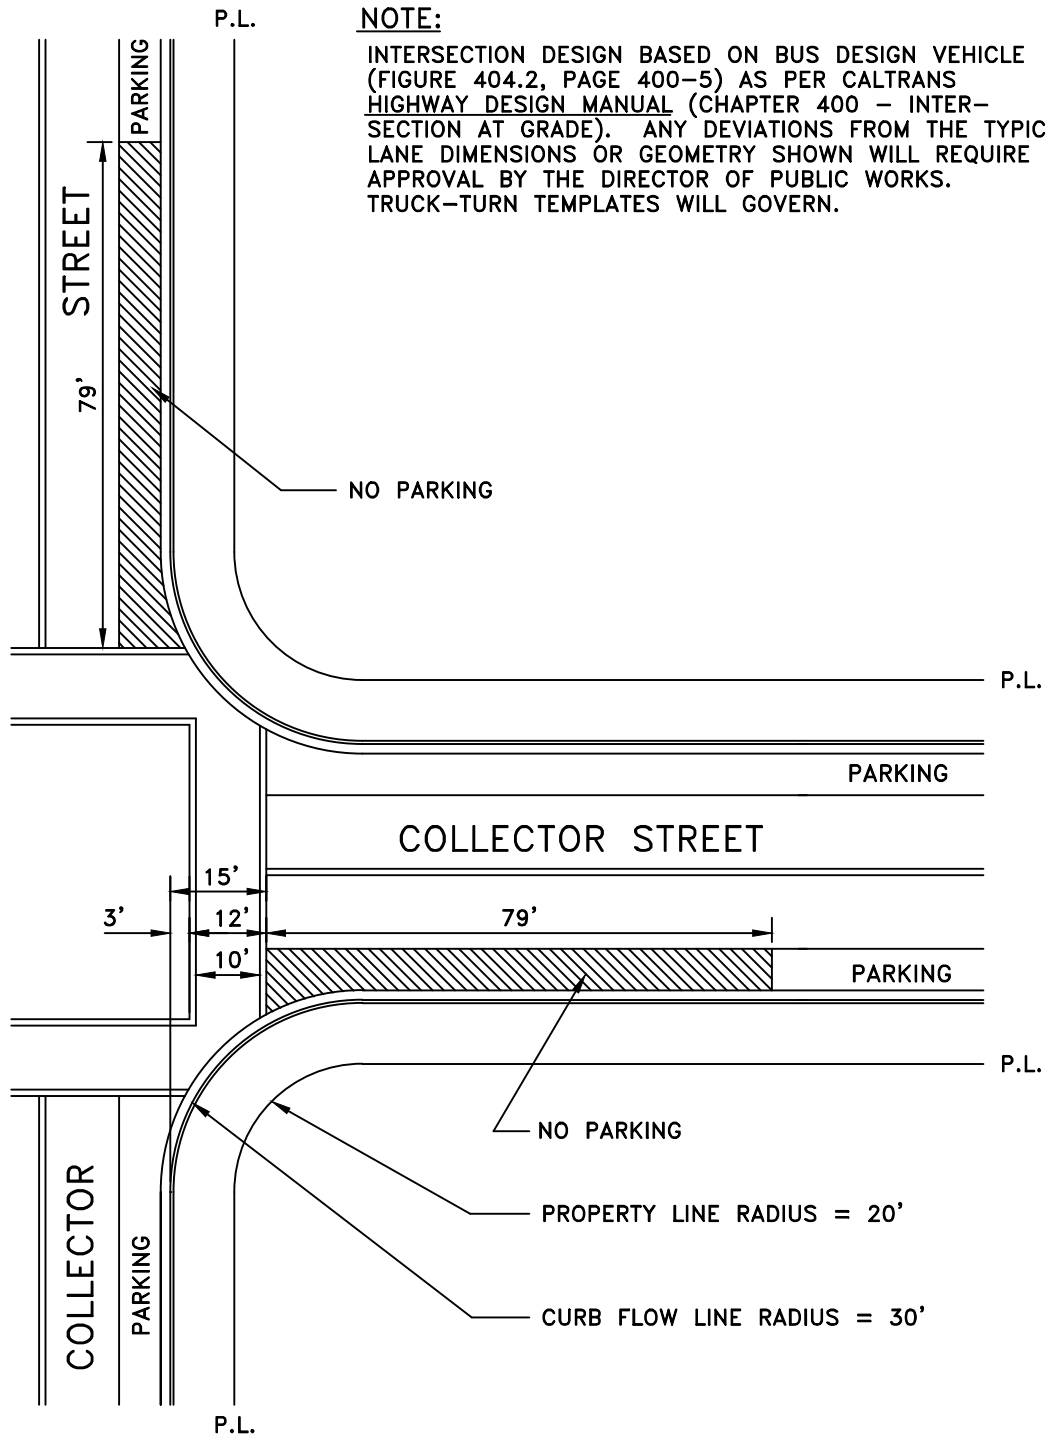 P.L.
NOTE:
INTERSECTION DESIGN BASED ON BUS DESIGN VEHICLE
(FIGURE 404.2, PAGE 400-5) AS PER CALTRANS
HIGHWAY DESIGN MANUAL (CHAPTER 400 - INTER-
SECTION AT GRADE). ANY DEVIATIONS FROM THE TYPIC
LANE DIMENSIONS OR GEOMETRY SHOWN WILL REQUIRE
APPROVAL BY THE DIRECTOR OF PUBLIC WORKS.
TRUCK-TURN TEMPLATES WILL GOVERN.
PARKING
STREET
79'
NO PARKING
P.L.
PARKING
COLLECTOR STREET
15'
3'
12'
79'
10'
PARKING
P.L.
NO PARKING
COLLECTOR
PARKING
PROPERTY LINE RADIUS = 20'
CURB FLOW LINE RADIUS = 30'
P.L.